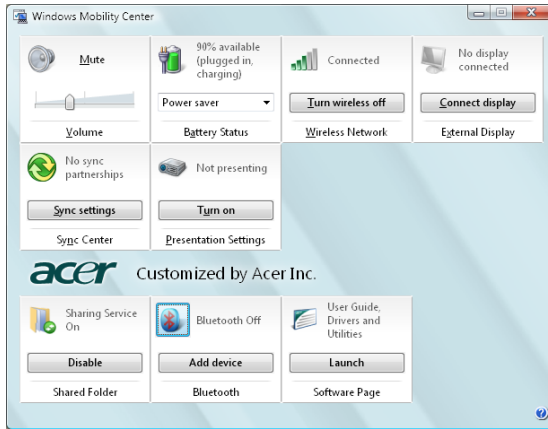 Windows Mobility Center
Mute
Volume
90% available
(plugged in,
charging)
Power saver
Battery Status
Connected
Turn wireless off
Wireless Network
No display
connected
Connect display
External Display
No sync
partnerships
Sync settings
Sync Center
Not presenting
Turn on
Presentation Settings
acer Customized by Acer Inc.
Sharing Service
On
Disable
Shared Folder
Bluetooth Off
Add device
Bluetooth
User Guide,
Drivers and
Utilities
Launch
Software Page